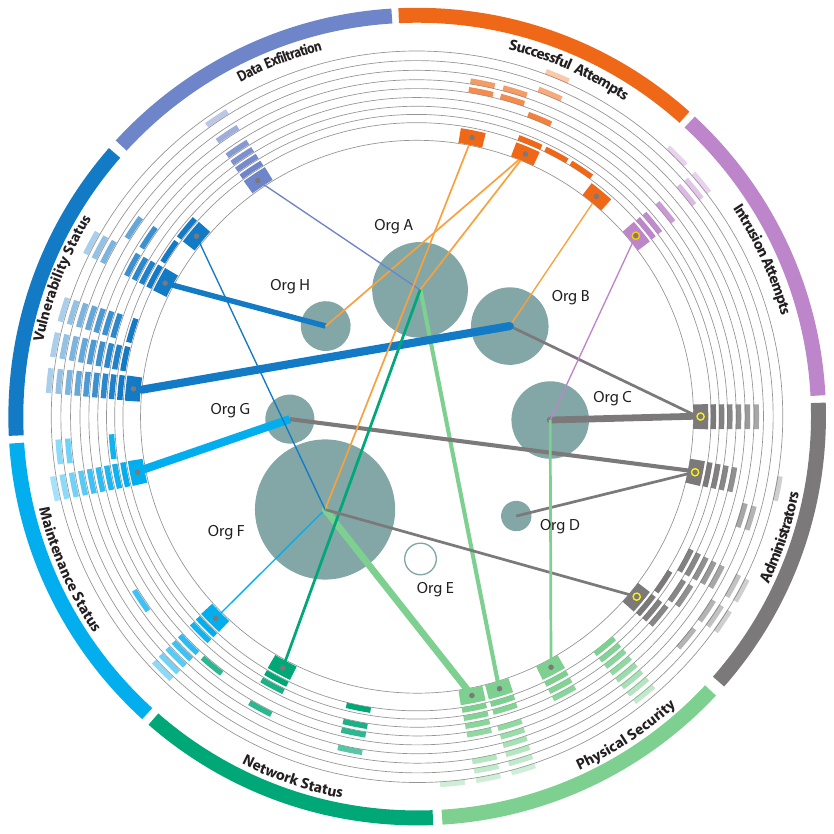 Successful Attempts
Data Exfiltration
Intrusion Attempts
Vulnerability Status
Org A
Org H
Org B
Org C
Org G
Org F
Org D
Org E
Administrators
Maintenance Status
Physical Security
Network Status